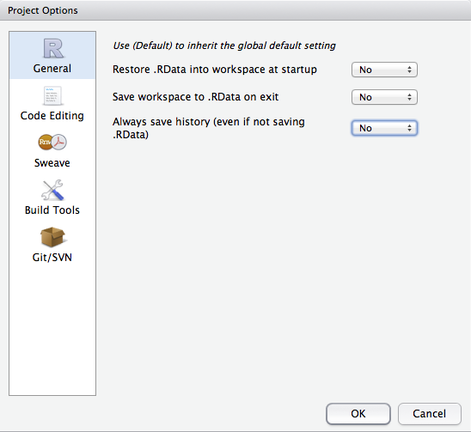 Project Options
Use (Default) to inherit the global default setting
R
General
Restore .RData into workspace at startup
No
Code Editing
Save workspace to .RData on exit
No
Always save history (even if not saving
.RData)
No
Rnw
Sweave
Build Tools
Git/SVN
OK
Cancel